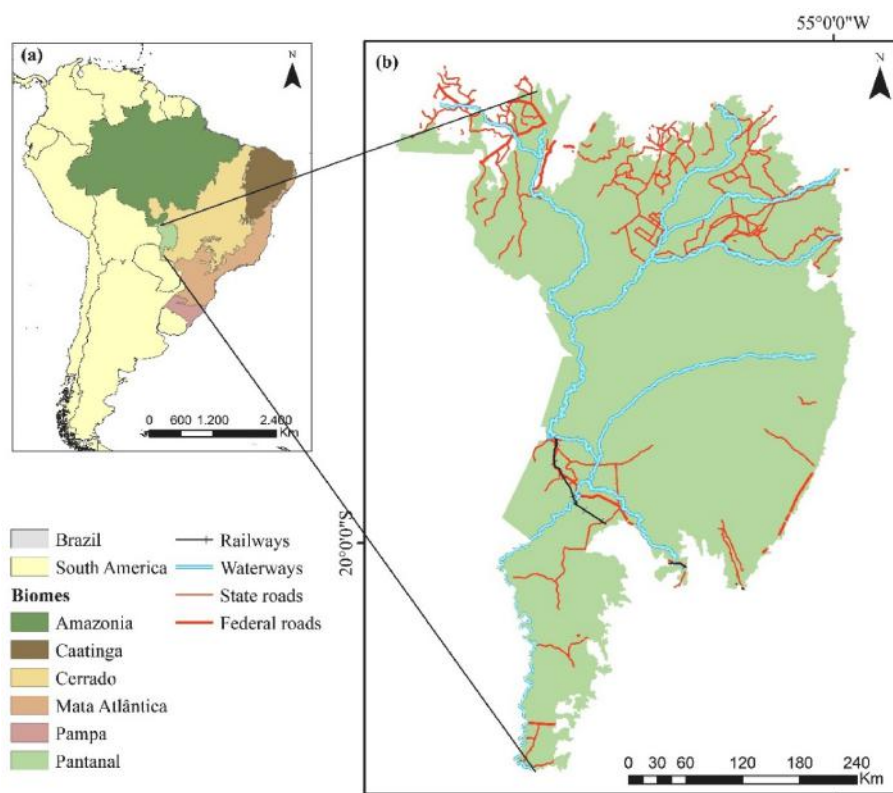 55°0'0"W
(a)
N
(b)
N
0 600 1.200 2.400
Km
20°0'0"S
Brazil
South America
Biomes
Amazonia
Caatinga
Cerrado
Mata Atlântica
Pampa
Pantanal
Railways
Waterways
State roads
Federal roads
0 30 60 120 180 240
Km